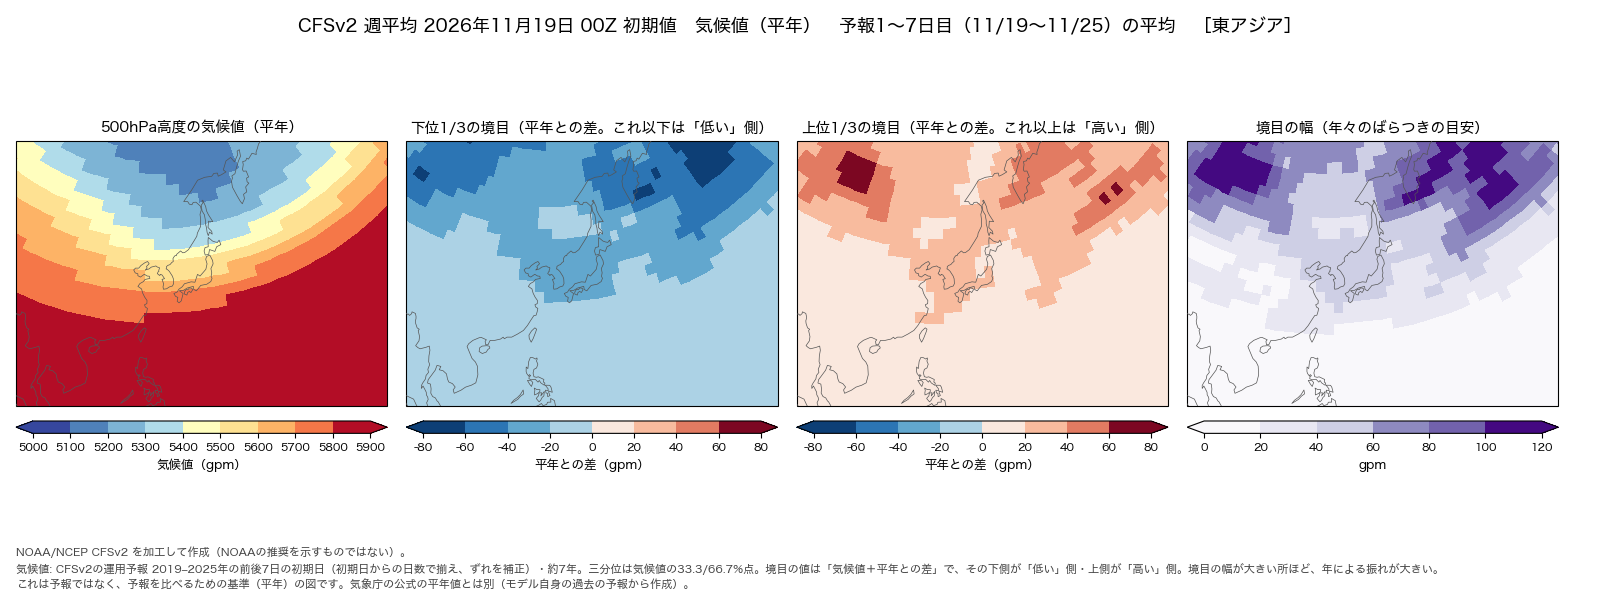 CFSv2 週平均 2026年11月19日 00Z 初期値　気候値（平年）　予報1～7日目（11/19～11/25）の平均　［東アジア］
500hPa高度の気候値（平年）
下位1/3の境目（平年との差。これ以下は「低い」側）
上位1/3の境目（平年との差。これ以上は「高い」側）
境目の幅（年々のばらつきの目安）
5000 5100 5200 5300 5400 5500 5600 5700 5800 5900
気候値（gpm）
-80 -60 -40 -20 0 20 40 60 80
平年との差（gpm）
-80 -60 -40 -20 0 20 40 60 80
平年との差（gpm）
0 20 40 60 80 100 120
gpm
NOAA/NCEP CFSv2 を加工して作成（NOAAの推奨を示すものではない）。
気候値: CFSv2の運用予報 2019–2025年の前後7日の初期日（初期日からの日数で揃え、ずれを補正）・約7年。三分位は気候値の33.3/66.7%点。境目の値は「気候値＋平年との差」で、その下側が「低い」側・上側が「高い」側。境目の幅が大きい所ほど、年による振れが大きい。
これは予報ではなく、予報を比べるための基準（平年）の図です。気象庁の公式の平年値とは別（モデル自身の過去の予報から作成）。